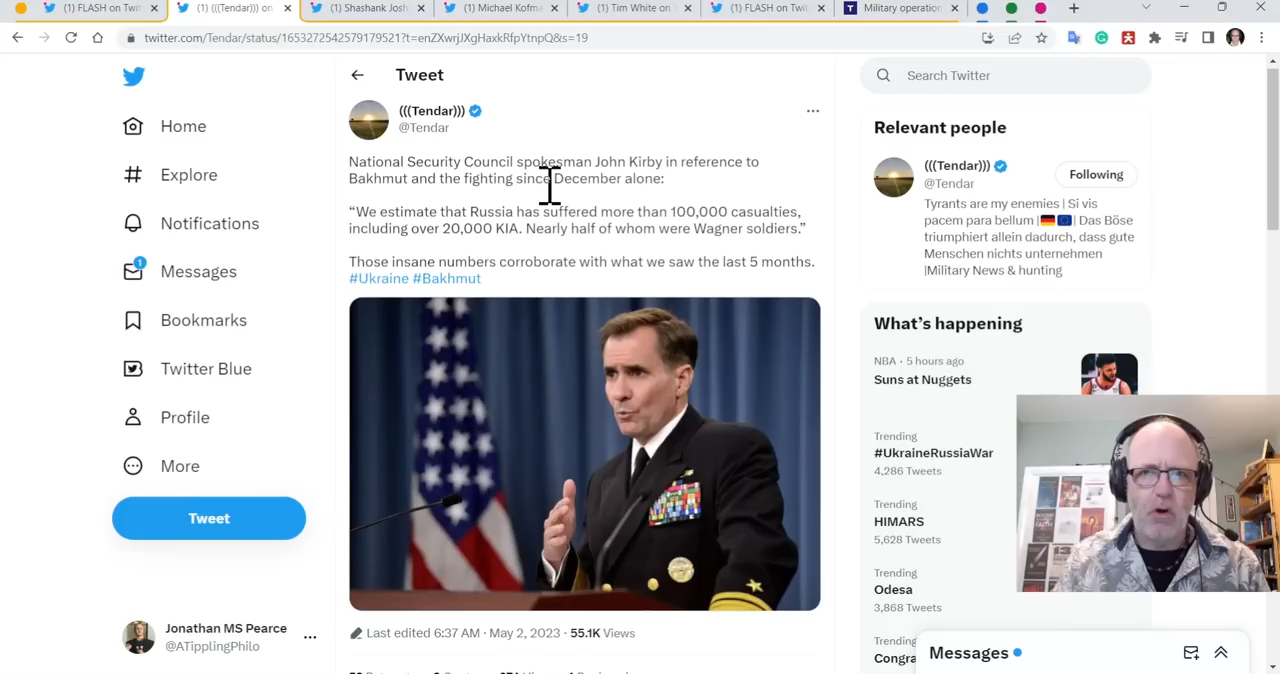 (1) FLASH on Twit
(1) (((Tendar))) on
(1) Shashank Josh
(1) Michael Kofma
(1) Tim White on T
(1) FLASH on Twit
T Military operation
twitter.com/Tendar/status/1653272542579179521?t=enZXwrjJXgHaxkRfpYtnpQ&s=19
Home
Explore
Notifications
1
Messages
Bookmarks
Twitter Blue
Profile
More
Tweet
Jonathan MS Pearce
@ATipplingPhilo
Tweet
(((Tendar)))
@Tendar
National Security Council spokesman John Kirby in reference to
Bakhmut and the fighting since December alone:
“We estimate that Russia has suffered more than 100,000 casualties,
including over 20,000 KIA. Nearly half of whom were Wagner soldiers.”
Those insane numbers corroborate with what we saw the last 5 months.
#Ukraine #Bakhmut
Last edited 6:37 AM · May 2, 2023 · 55.1K Views
Search Twitter
Relevant people
(((Tendar)))
@Tendar
Following
Tyrants are my enemies | Si vis
pacem para bellum | | Das Böse
triumphiert allein dadurch, dass gute
Menschen nichts unternehmen
|Military News & hunting
What’s happening
NBA · 5 hours ago
Suns at Nuggets
Trending
#UkraineRussiaWar
4,286 Tweets
Trending
HIMARS
5,628 Tweets
Trending
Odesa
3,868 Tweets
Trending
Congra
Messages